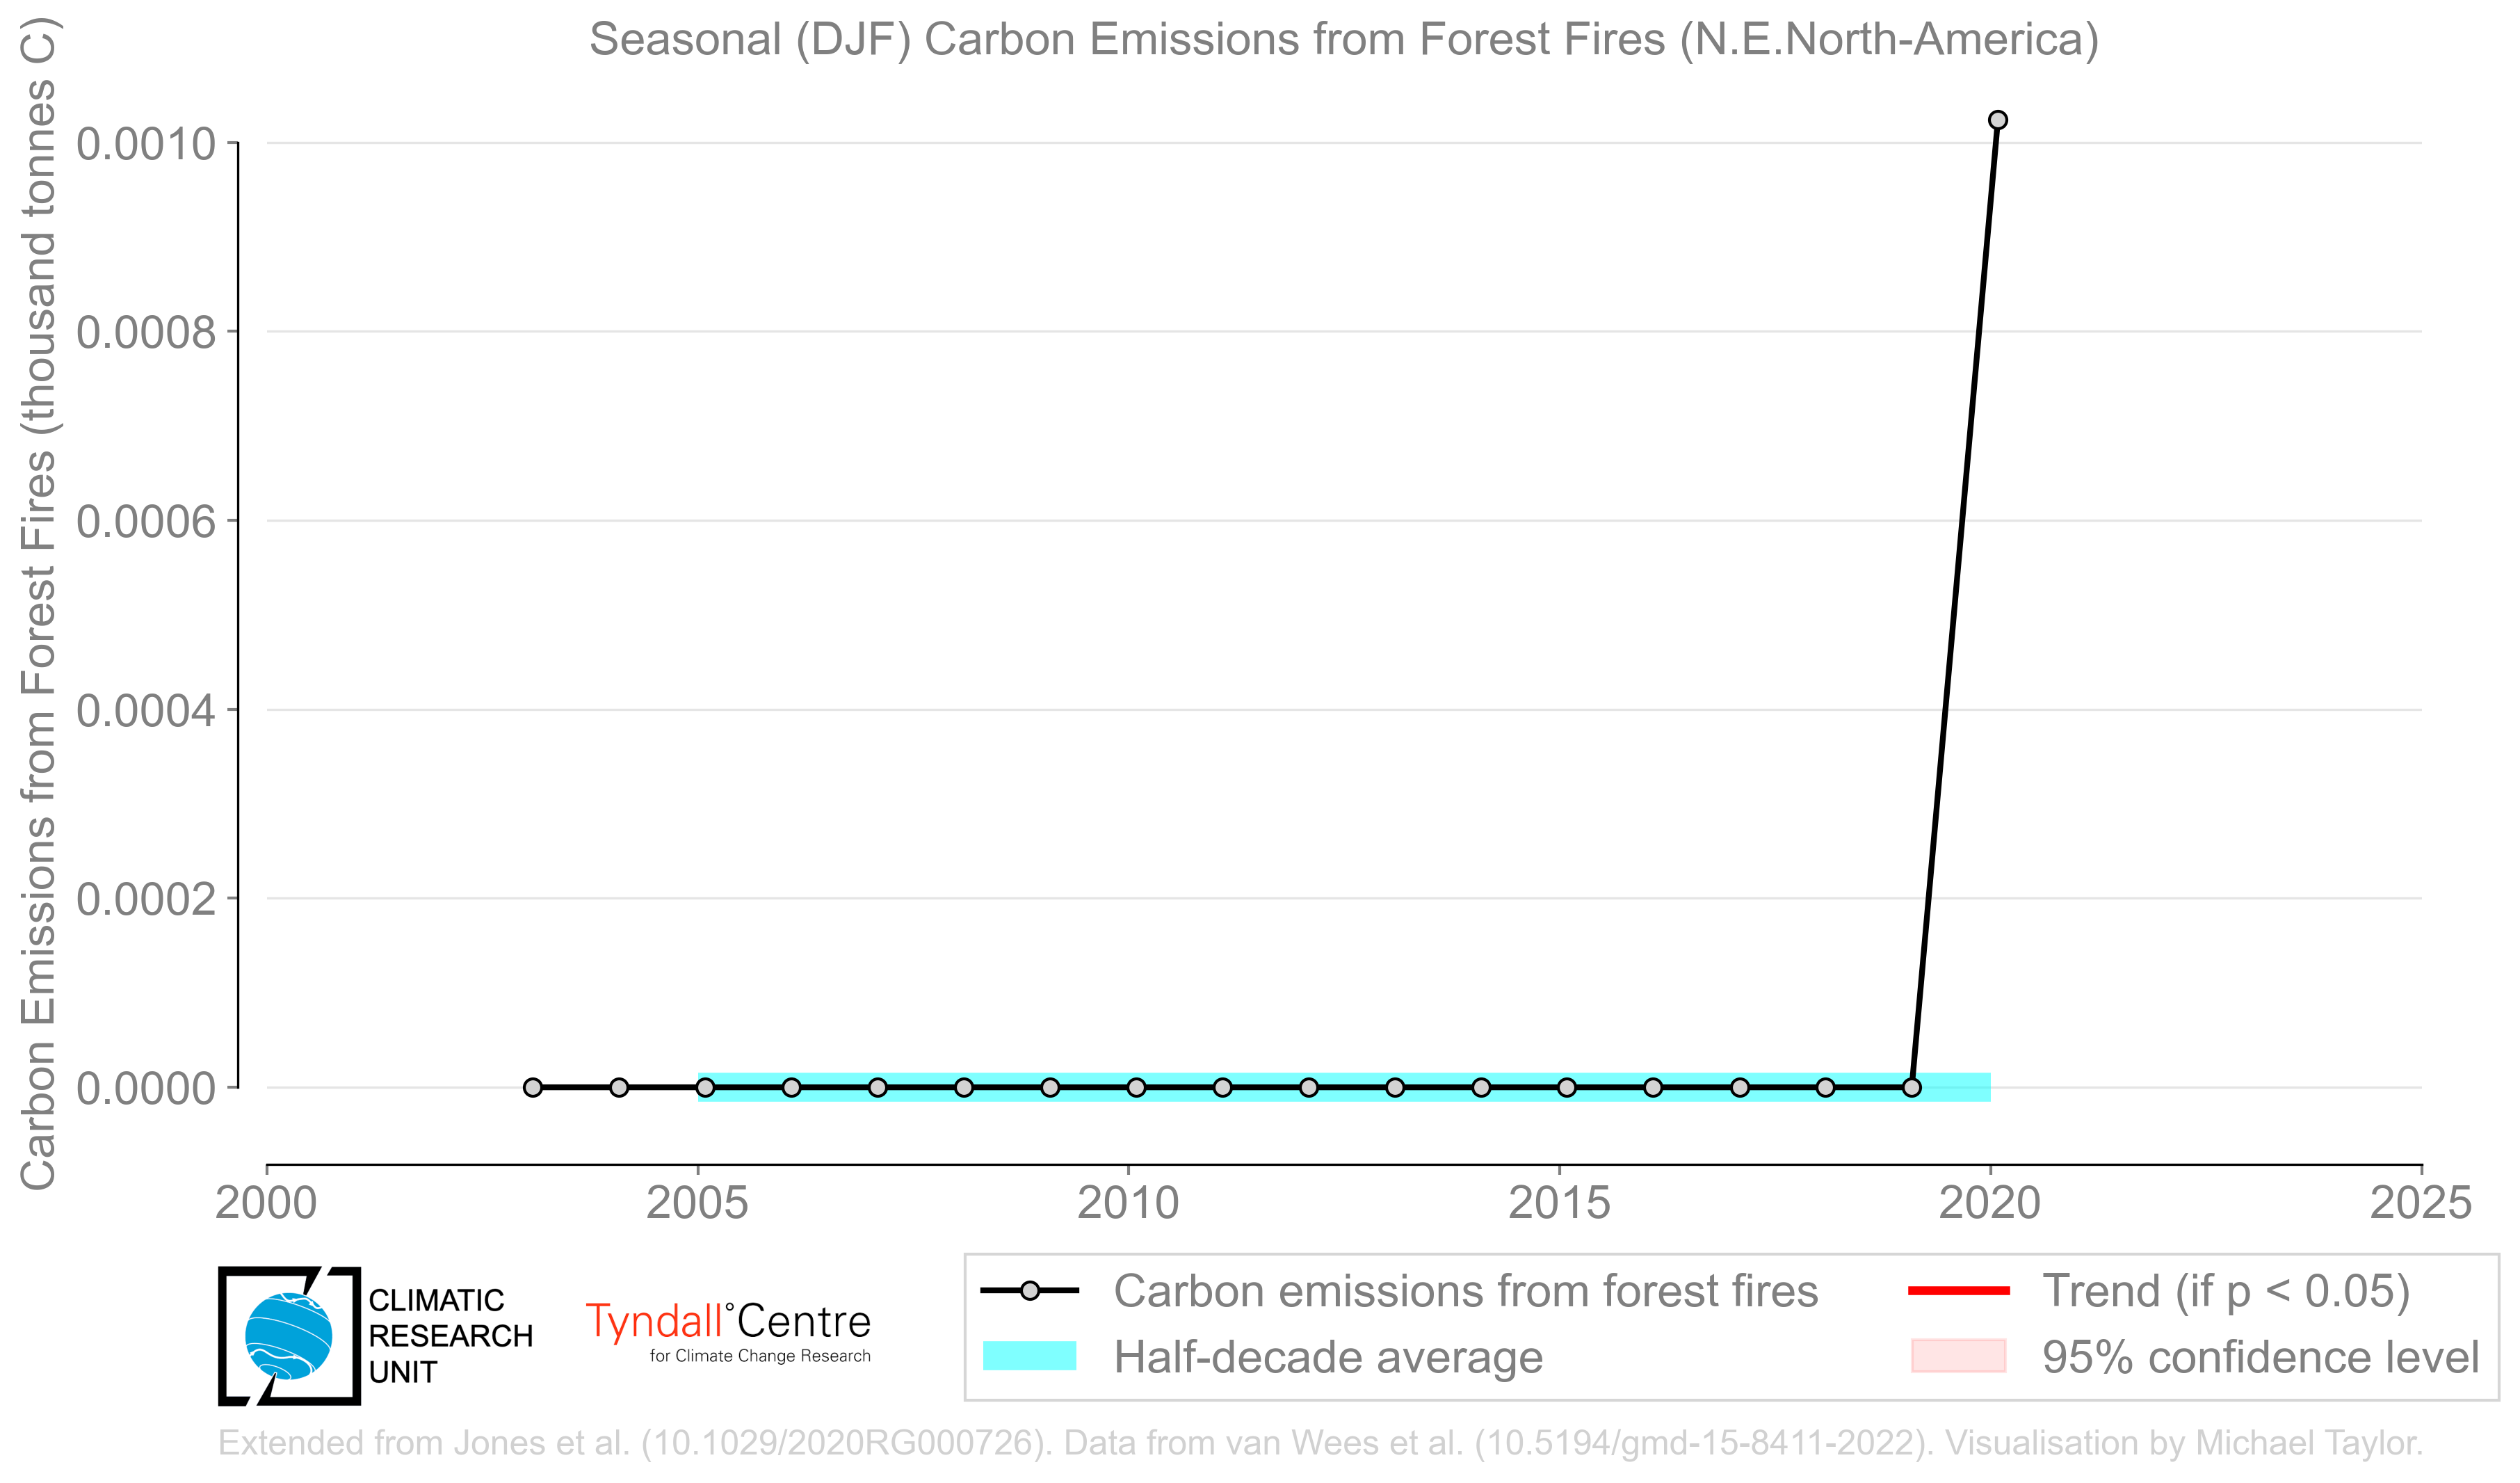 Seasonal (DJF) Carbon Emissions from Forest Fires (N.E.North-America)
Carbon Emissions from Forest Fires (thousand tonnes C)
0.0010
0.0008
0.0006
0.0004
0.0002
0.0000
2000 2005 2010 2015 2020 2025
CLIMATIC
RESEARCH
UNIT
Tyndall°Centre
for Climate Change Research
Carbon emissions from forest fires
Half-decade average
Trend (if p < 0.05)
95% confidence level
Extended from Jones et al. (10.1029/2020RG000726). Data from van Wees et al. (10.5194/gmd-15-8411-2022). Visualisation by Michael Taylor.